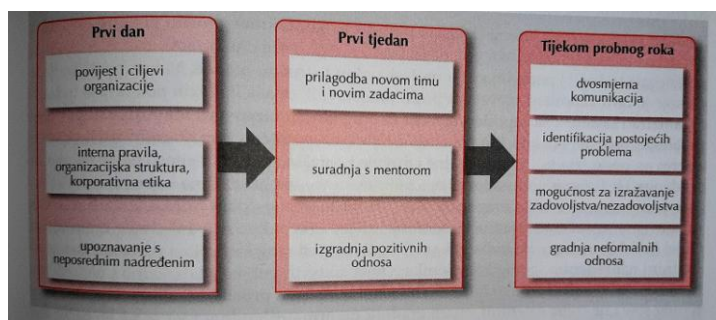 Prvi dan
povijest i ciljevi
organizacije
interna pravila,
organizacijska struktura,
korporativna etika
upoznavanje s
neposrednim nadređenim
Prvi tjedan
prilagodba novom timu
i novim zadacima
suradnja s mentorom
izgradnja pozitivnih
odnosa
Tijekom probnog roka
dvosmjerna
komunikacija
identifikacija postojećih
problema
mogućnost za izražavanje
zadovoljstva/nezadovoljstva
gradnja neformalnih
odnosa